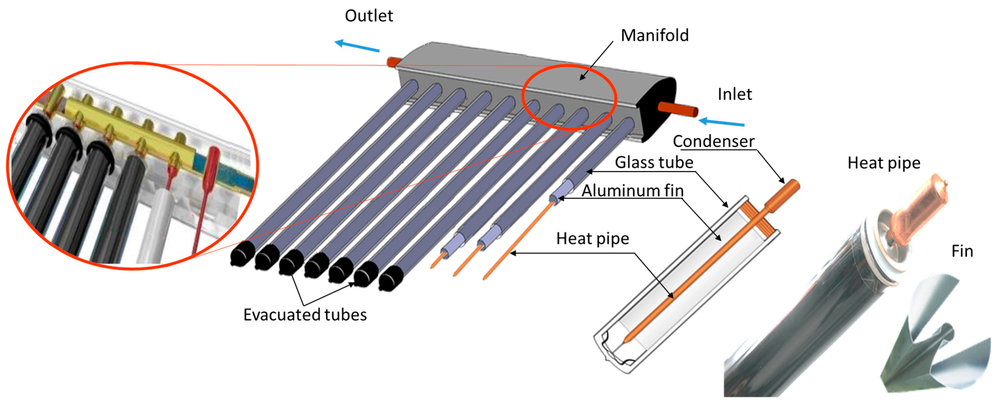 Outlet
Manifold
Inlet
Condenser
Glass tube
Heat pipe
Aluminum fin
Heat pipe
Fin
Evacuated tubes